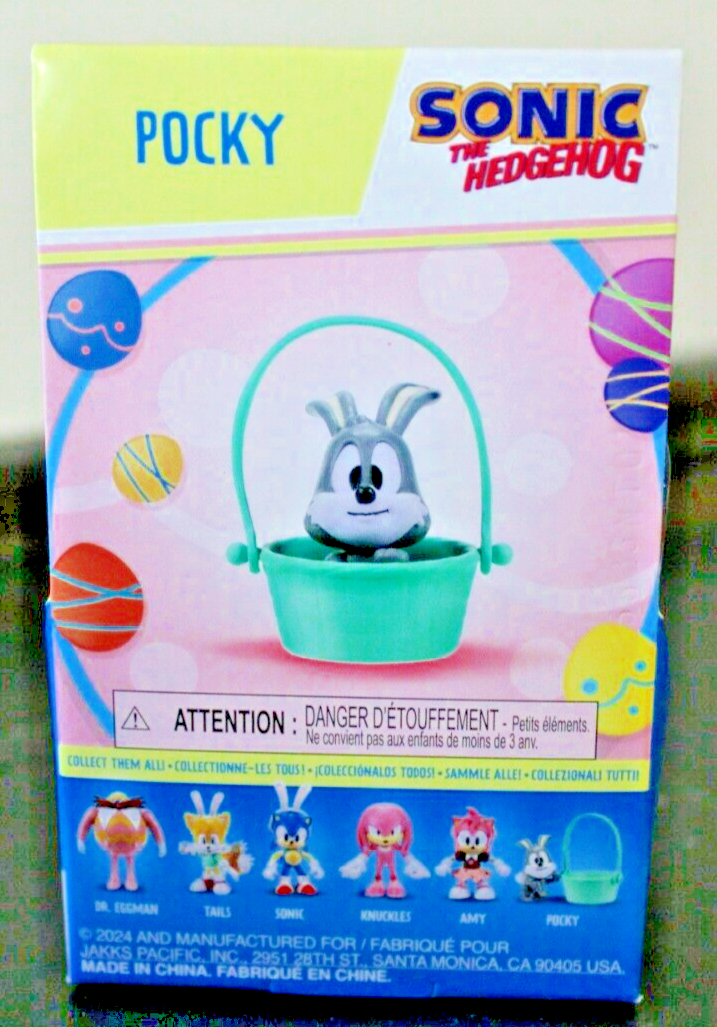 POCKY
SONIC
THE
HEDGEHOG™
ATTENTION : DANGER D'ÉTOUFFEMENT - Petits éléments.
Ne convient pas aux enfants de moins de 3 anv.
COLLECT THEM ALL! • COLLECTIONNE-LES TOUS! • ¡COLECCIÓNALOS TODOS! • SAMMLE ALLE! • COLLEZIONALI TUTTI!
DR. EGGMAN
TAILS
SONIC
KNUCKLES
AMY
POCKY
© 2024 AND MANUFACTURED FOR / FABRIQUÉ POUR
JAKKS PACIFIC, INC., 2951 28TH ST., SANTA MONICA, CA 90405 USA.
MADE IN CHINA. FABRIQUÉ EN CHINE.